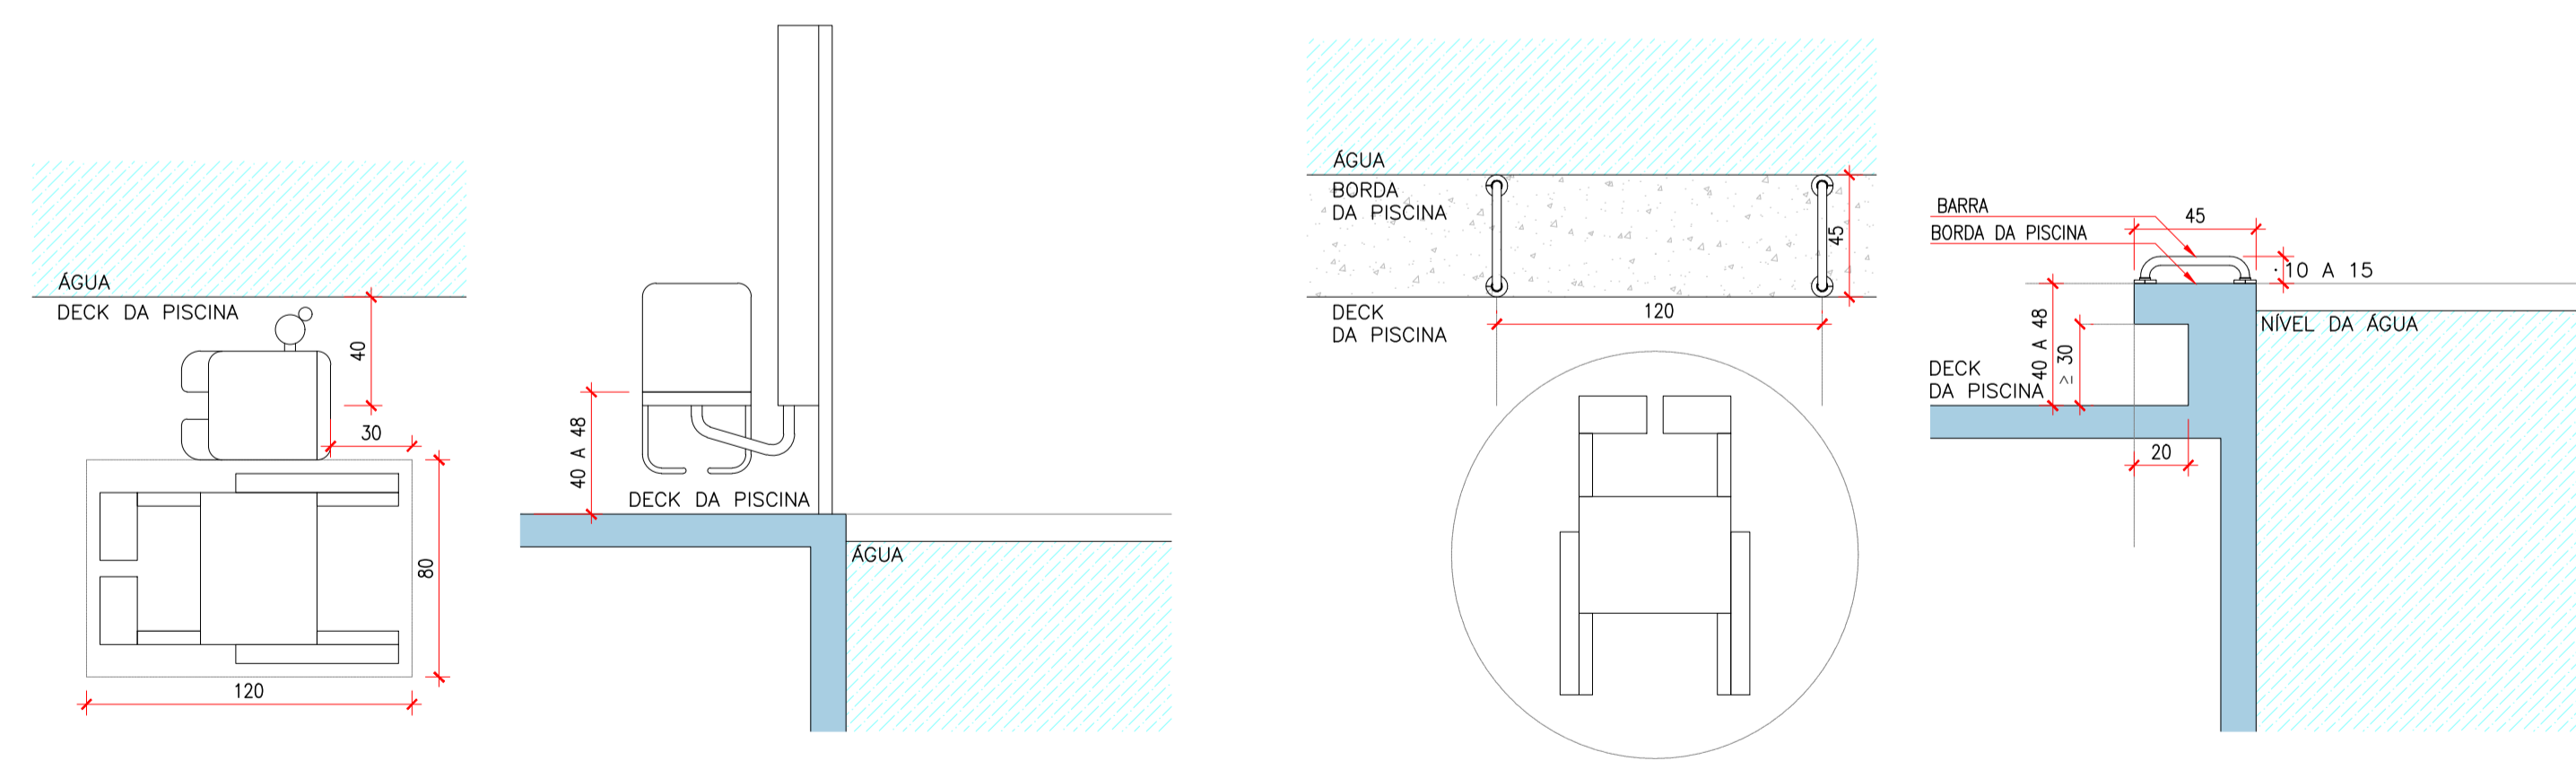 ÁGUA
DECK DA PISCINA
40
30
80
120
40 A 48
DECK DA PISCINA
ÁGUA
ÁGUA
BORDA
DA PISCINA
45
DECK
DA PISCINA
120
BARRA
45
BORDA DA PISCINA
10 A 15
NÍVEL DA ÁGUA
40 A 48
≥ 30
DECK
DA PISCINA
20